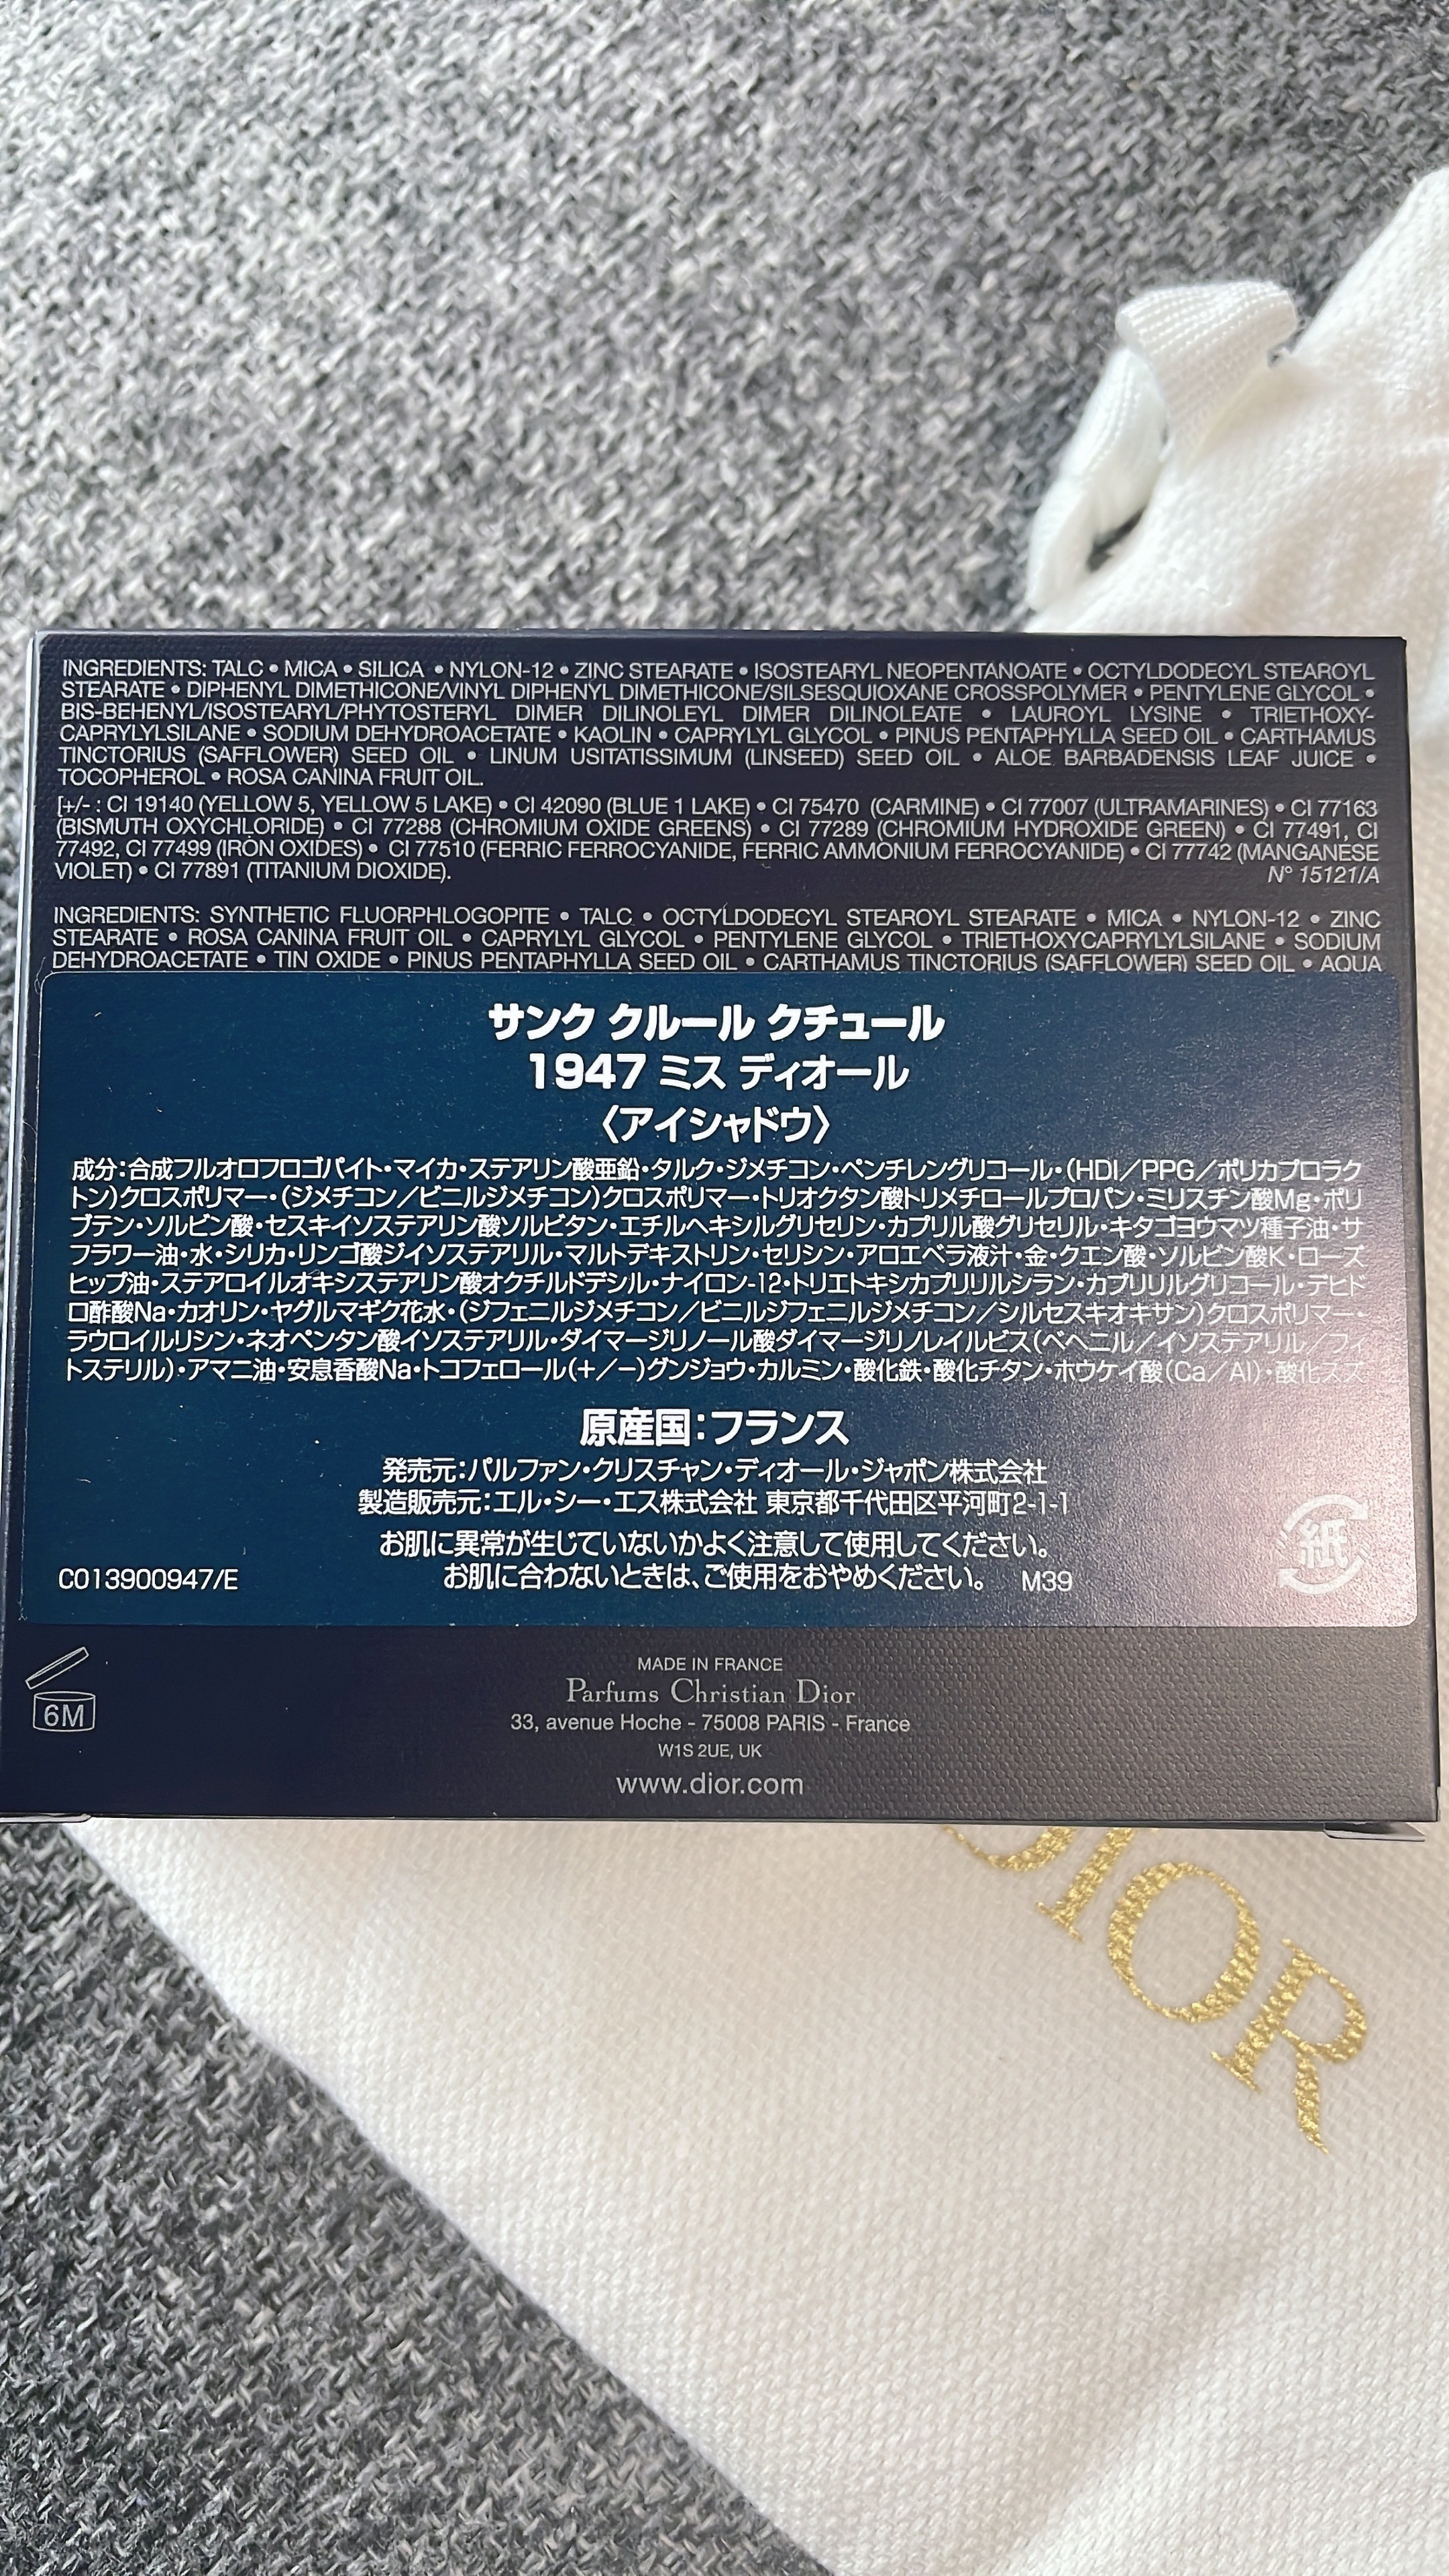 INGREDIENTS: TALC • MICA • SILICA • NYLON-12 • ZINC STEARATE • ISOSTEARYL NEOPENTANOATE • OCTYLDODECYL STEAROYL
STEARATE • DIPHENYL DIMETHICONE/VINYL DIPHENYL DIMETHICONE/SILSESQUIOXANE CROSSPOLYMER • PENTYLENE GLYCOL •
BIS-BEHENYL/ISOSTEARYL/PHYTOSTERYL DIMER DILINOLEYL DIMER DILINOLEATE • LAUROYL LYSINE • TRIETHOXY-
CAPRYLYLSILANE • SODIUM DEHYDROACETATE • KAOLIN • CAPRYLYL GLYCOL • PINUS PENTAPHYLLA SEED OIL • CARTHAMUS
TINCTORIUS (SAFFLOWER) SEED OIL • LINUM USITATISSIMUM (LINSEED) SEED OIL • ALOE BARBADENSIS LEAF JUICE •
TOCOPHEROL • ROSA CANINA FRUIT OIL.
[+/- : CI 19140 (YELLOW 5, YELLOW 5 LAKE) • CI 42090 (BLUE 1 LAKE) • CI 75470 (CARMINE) • CI 77007 (ULTRAMARINES) • CI 77163
(BISMUTH OXYCHLORIDE) • CI 77288 (CHROMIUM OXIDE GREENS) • CI 77289 (CHROMIUM HYDROXIDE GREEN) • CI 77491, CI
77492, CI 77499 (IRON OXIDES) • CI 77510 (FERRIC FERROCYANIDE, FERRIC AMMONIUM FERROCYANIDE) • CI 77742 (MANGANESE
VIOLET) • CI 77891 (TITANIUM DIOXIDE). N° 15121/A
INGREDIENTS: SYNTHETIC FLUORPHLOGOPITE • TALC • OCTYLDODECYL STEAROYL STEARATE • MICA • NYLON-12 • ZINC
STEARATE • ROSA CANINA FRUIT OIL • CAPRYLYL GLYCOL • PENTYLENE GLYCOL • TRIETHOXYCAPRYLYLSILANE • SODIUM
DEHYDROACETATE • TIN OXIDE • PINUS PENTAPHYLLA SEED OIL • CARTHAMUS TINCTORIUS (SAFFLOWER) SEED OIL • AQUA
サンク クルール クチュール
1947 ミス ディオール
〈アイシャドウ〉
成分:合成フルオロフロゴパイト・マイカ・ステアリン酸亜鉛・タルク・ジメチコン・ペンチレングリコール・(HDI/PPG/ポリカプロラク
トン)クロスポリマー・(ジメチコン/ビニルジメチコン)クロスポリマー・トリオクタン酸トリメチロールプロパン・ミリスチン酸Mg・ポリ
ブテン・ソルビン酸・セスキイソステアリン酸ソルビタン・エチルヘキシルグリセリン・カプリル酸グリセリル・キタゴヨウマツ種子油・サ
フラワー油・水・シリカ・リンゴ酸ジイソステアリル・マルトデキストリン・セリシン・アロエベラ液汁・金・クエン酸・ソルビン酸K・ローズ
ヒップ油・ステアロイルオキシステアリン酸オクチルドデシル・ナイロン-12・トリエトキシカプリリルシラン・カプリリルグリコール・デヒド
ロ酢酸Na・カオリン・ヤグルマギク花水・(ジフェニルジメチコン/ビニルジフェニルジメチコン/シルセスキオキサン)クロスポリマー・
ラウロイルリシン・ネオペンタン酸イソステアリル・ダイマージリノール酸ダイマージリノレイルビス(ベヘニル/イソステアリル/フィ
トステリル)・アマニ油・安息香酸Na・トコフェロール(+/−)グンジョウ・カルミン・酸化鉄・酸化チタン・ホウケイ酸(Ca/Al)・酸化スズ
原産国:フランス
発売元:パルファン・クリスチャン・ディオール・ジャポン株式会社
製造販売元:エル・シー・エス株式会社 東京都千代田区平河町2-1-1
お肌に異常が生じていないかよく注意して使用してください。
お肌に合わないときは、ご使用をおやめください。 M39
C013900947/E
紙
6M
MADE IN FRANCE
Parfums Christian Dior
33, avenue Hoche - 75008 PARIS - France
W1S 2UE, UK
www.dior.com
DIOR